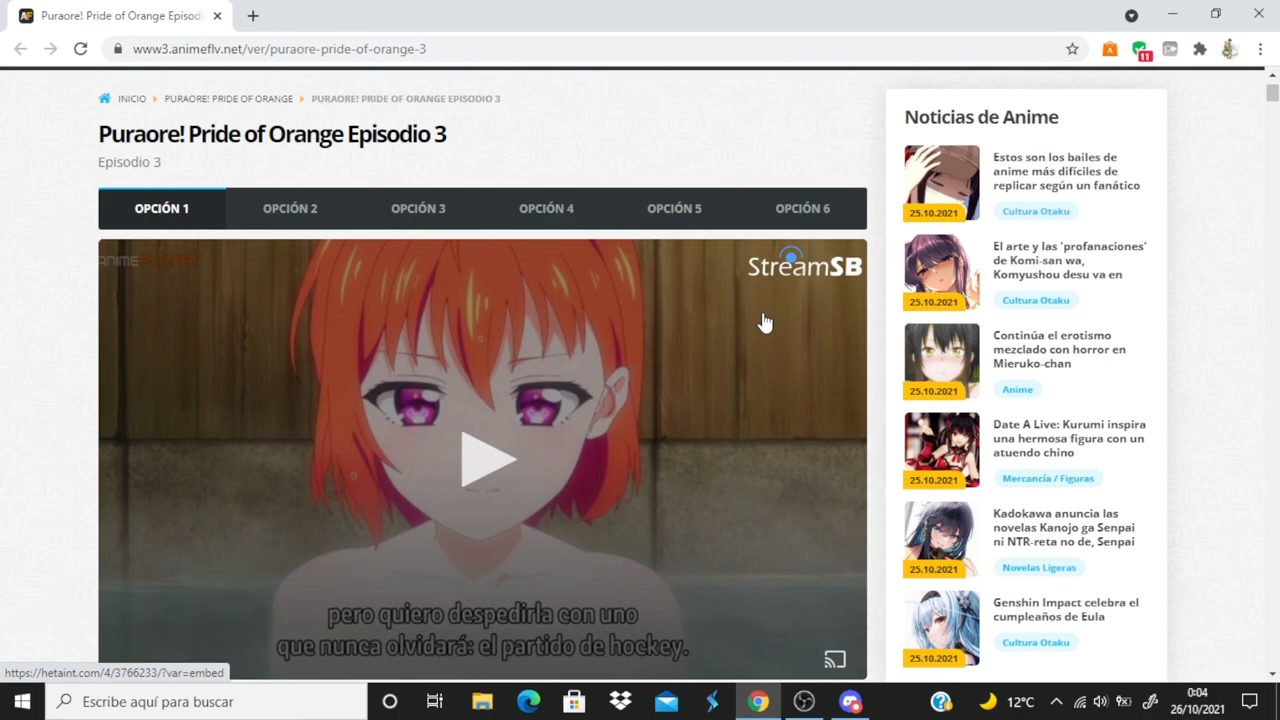 Puraore! Pride of Orange Episodi
www3.animeflv.net/ver/puraore-pride-of-orange-3
11
INICIO
PURAORE! PRIDE OF ORANGE
PURAORE! PRIDE OF ORANGE EPISODIO 3
Puraore! Pride of Orange Episodio 3
Episodio 3
OPCIÓN 1
OPCIÓN 2
OPCIÓN 3
OPCIÓN 4
OPCIÓN 5
OPCIÓN 6
ANIMEFLV.NET
StreamSB
pero quiero despedirla con uno
que nunca olvidará: el partido de hockey.
Noticias de Anime
Estos son los bailes de
anime más difíciles de
replicar según un fanático
25.10.2021
Cultura Otaku
El arte y las 'profanaciones'
de Komi-san wa,
Komyushou desu va en
25.10.2021
Cultura Otaku
Continúa el erotismo
mezclado con horror en
Mieruko-chan
25.10.2021
Anime
Date A Live: Kurumi inspira
una hermosa figura con un
atuendo chino
25.10.2021
Mercancía / Figuras
Kadokawa anuncia las
novelas Kanojo ga Senpai
ni NTR-reta no de, Senpai
25.10.2021
Novelas Ligeras
Genshin Impact celebra el
cumpleaños de Eula
25.10.2021
Cultura Otaku
https://hetaint.com/4/3766233/?var=embed
Escribe aquí para buscar
12°C
0:04
26/10/2021